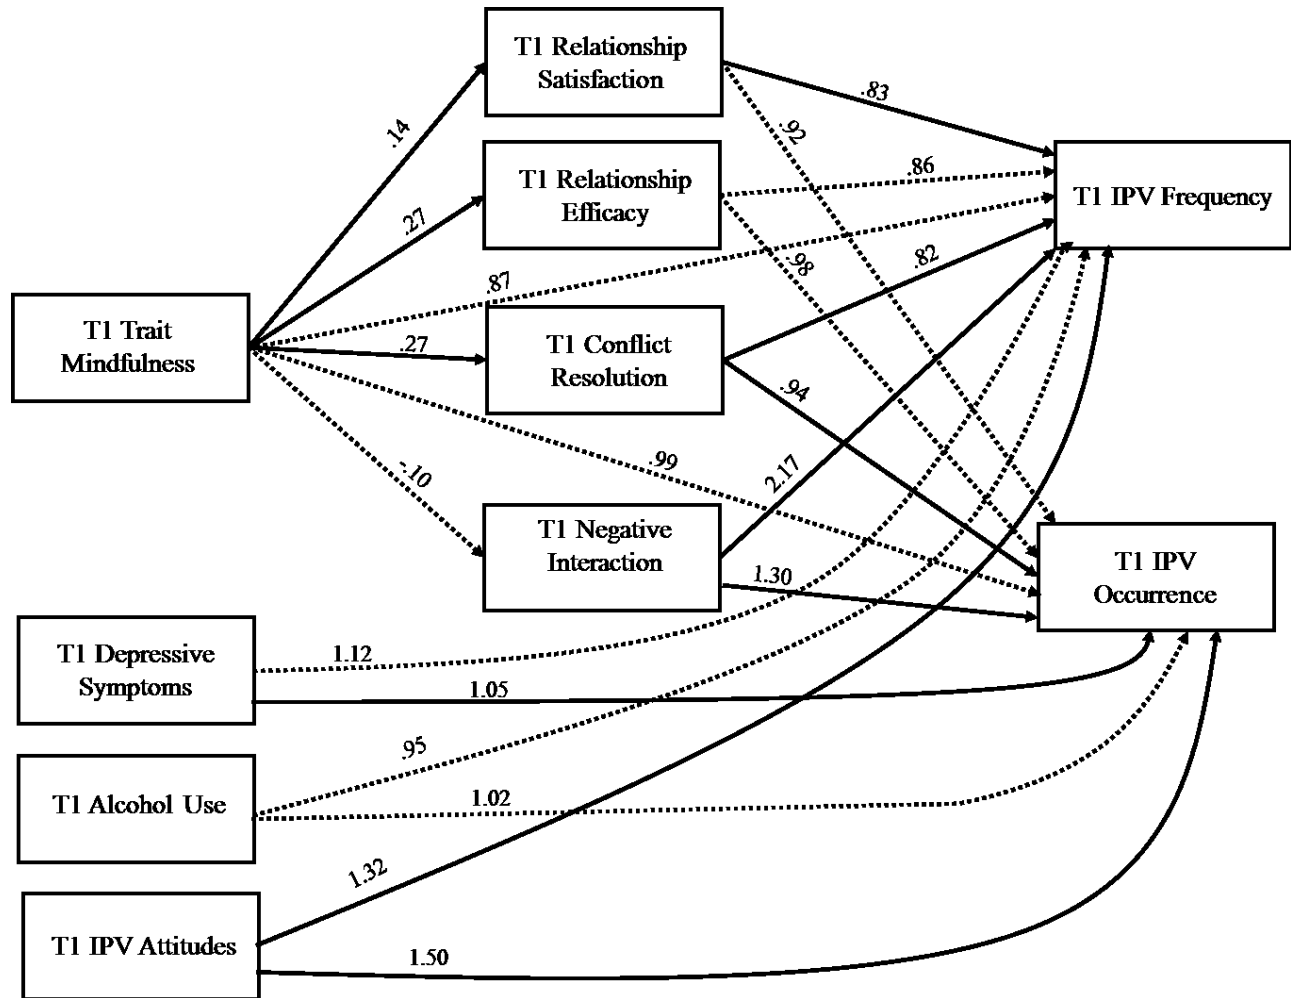 T1 Relationship
Satisfaction
.83
.14
.92
T1 Relationship
Efficacy
.86
T1 IPV Frequency
.27
.98
.82
.87
T1 Trait
Mindfulness
.27
T1 Conflict
Resolution
.94
-.10
.99
2.17
T1 Negative
Interaction
1.30
T1 IPV
Occurrence
T1 Depressive
Symptoms
1.12
1.05
T1 Alcohol Use
.95
1.02
1.32
T1 IPV Attitudes
1.50